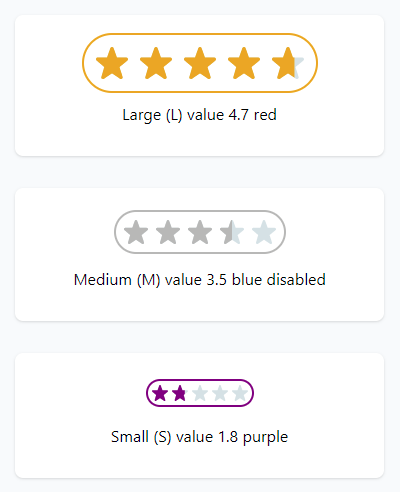 Large (L) value 4.7 red
Medium (M) value 3.5 blue disabled
Small (S) value 1.8 purple